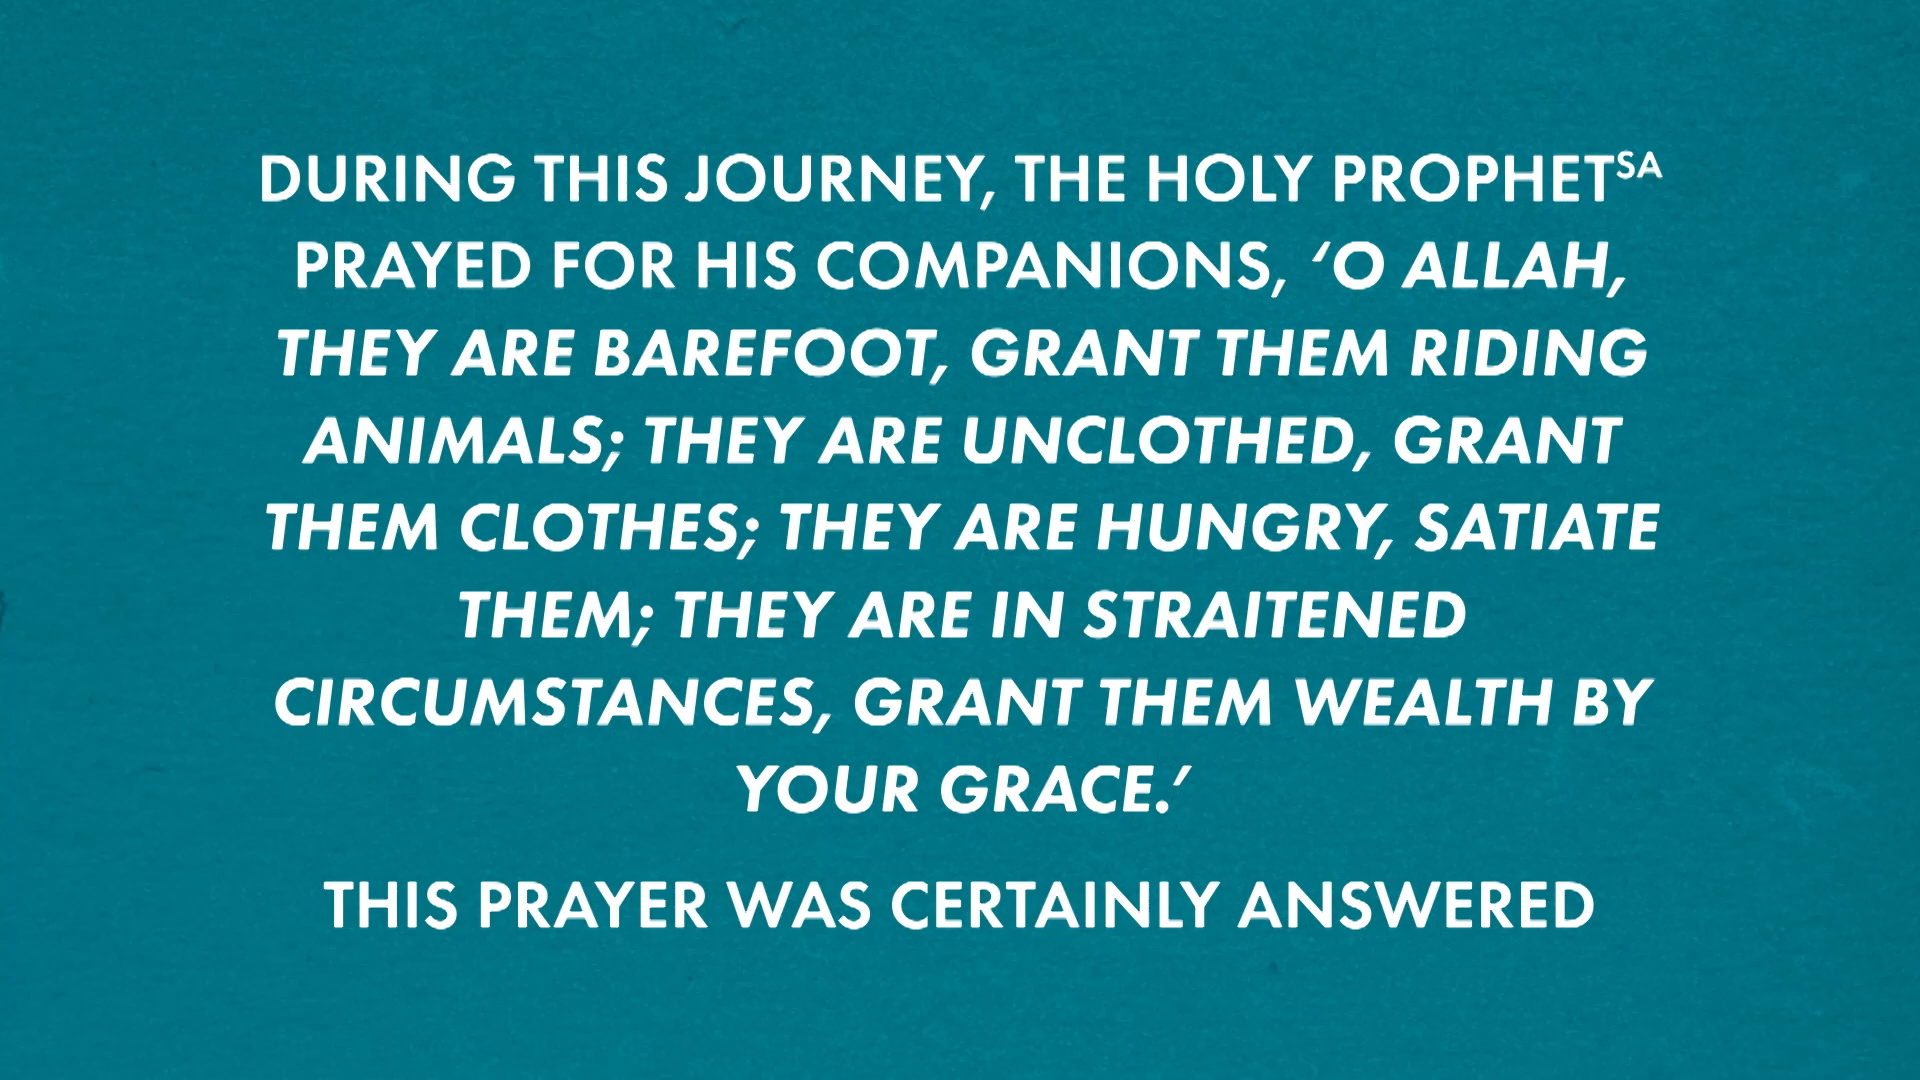 DURING THIS JOURNEY, THE HOLY PROPHETSA
PRAYED FOR HIS COMPANIONS, ‘O ALLAH,
THEY ARE BAREFOOT, GRANT THEM RIDING
ANIMALS; THEY ARE UNCLOTHED, GRANT
THEM CLOTHES; THEY ARE HUNGRY, SATIATE
THEM; THEY ARE IN STRAITENED
CIRCUMSTANCES, GRANT THEM WEALTH BY
YOUR GRACE.’
THIS PRAYER WAS CERTAINLY ANSWERED